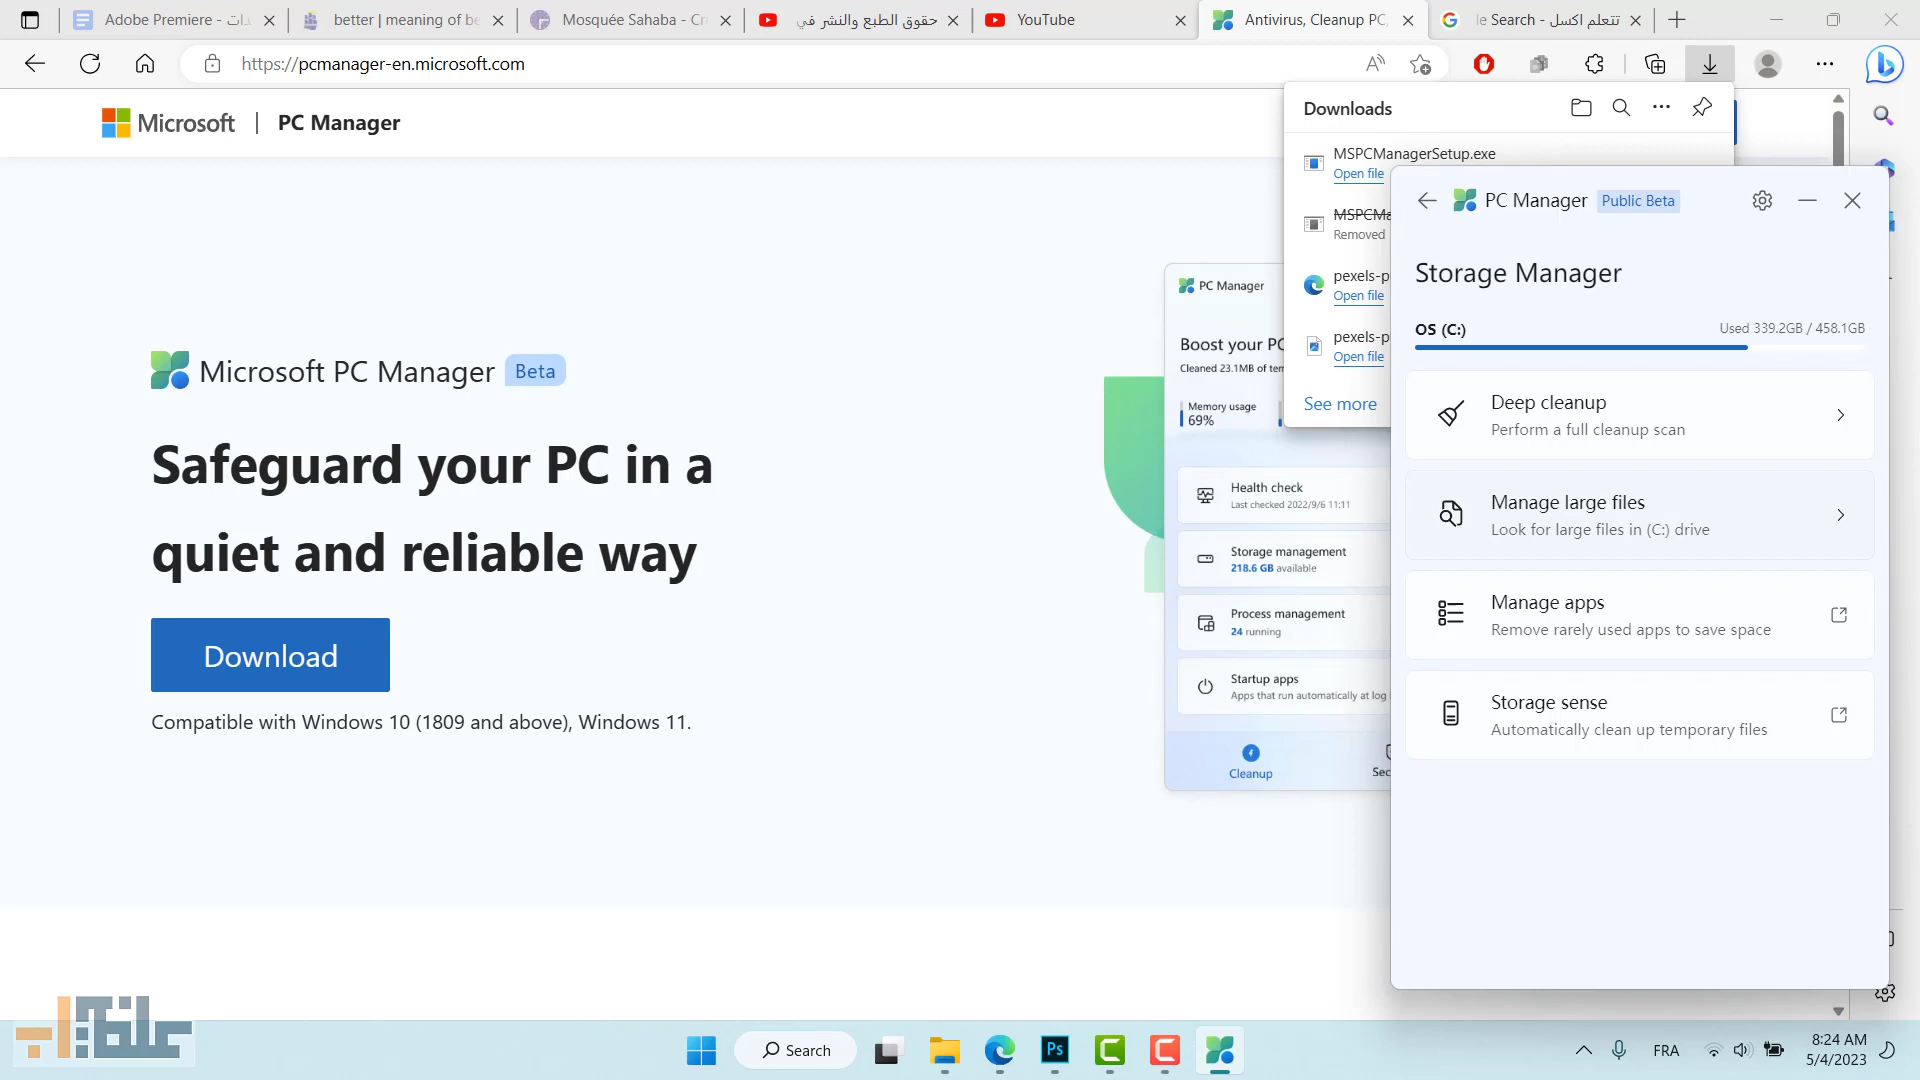 Adobe Premiere - دات
better | meaning of be
Mosquée Sahaba - Cr
حقوق الطبع والنشر في
YouTube
Antivirus, Cleanup PC,
le Search - تتعلم اكسل
https://pcmanager-en.microsoft.com
Microsoft | PC Manager
Downloads
MSPCManagerSetup.exe
Open file
MSPCMa
Removed
pexels-p
Open file
pexels-p
Open file
See more
Microsoft PC Manager Beta
Safeguard your PC in a
quiet and reliable way
Download
Compatible with Windows 10 (1809 and above), Windows 11.
PC Manager
Boost your PC
Cleaned 23.1MB of tem
Memory usage
69%
Health check
Last checked 2022/9/6 11:11
Storage management
218.6 GB available
Process management
24 running
Startup apps
Apps that run automatically at log i
Cleanup
Sec
PC Manager Public Beta
Storage Manager
OS (C:)
Used 339.2GB / 458.1GB
Deep cleanup
Perform a full cleanup scan
Manage large files
Look for large files in (C:) drive
Manage apps
Remove rarely used apps to save space
Storage sense
Automatically clean up temporary files
Search
Ps
FRA
8:24 AM
5/4/2023